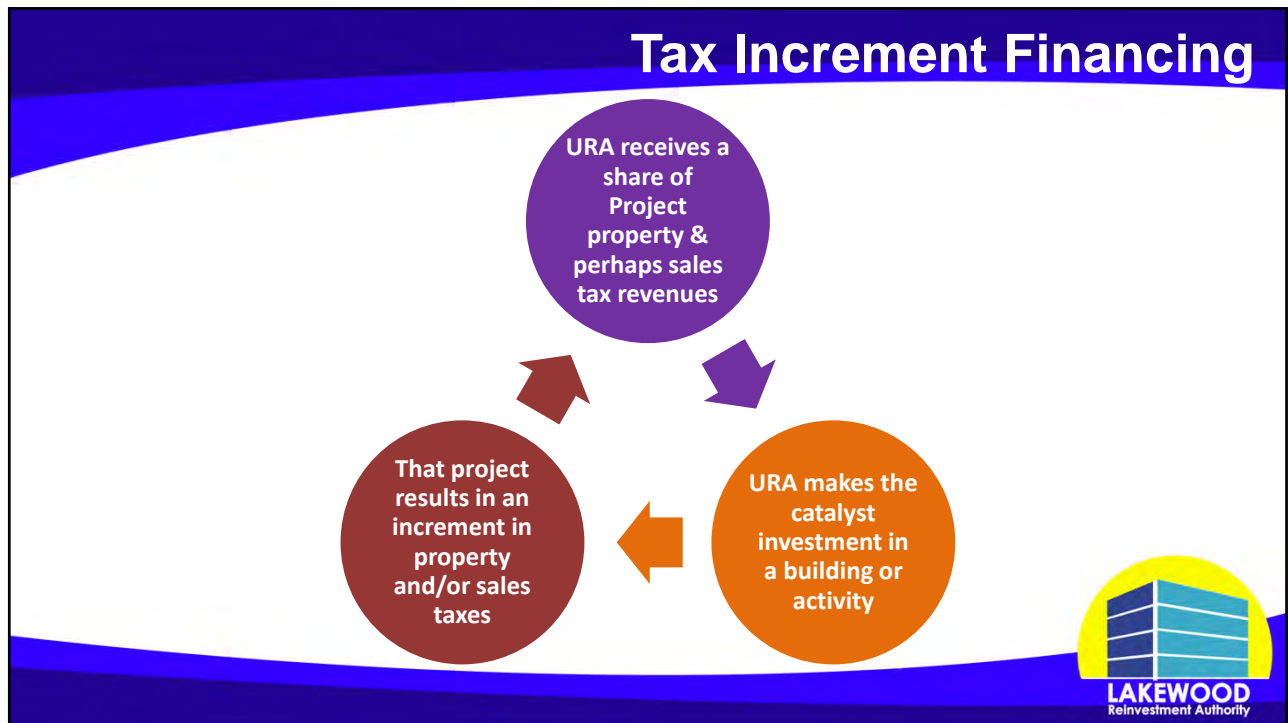 Tax Increment Financing
URA receives a
share of
Project
property &
perhaps sales
tax revenues
URA makes the
catalyst
investment in
a building or
activity
That project
results in an
increment in
property
and/or sales
taxes
LAKEWOOD
Reinvestment Authority